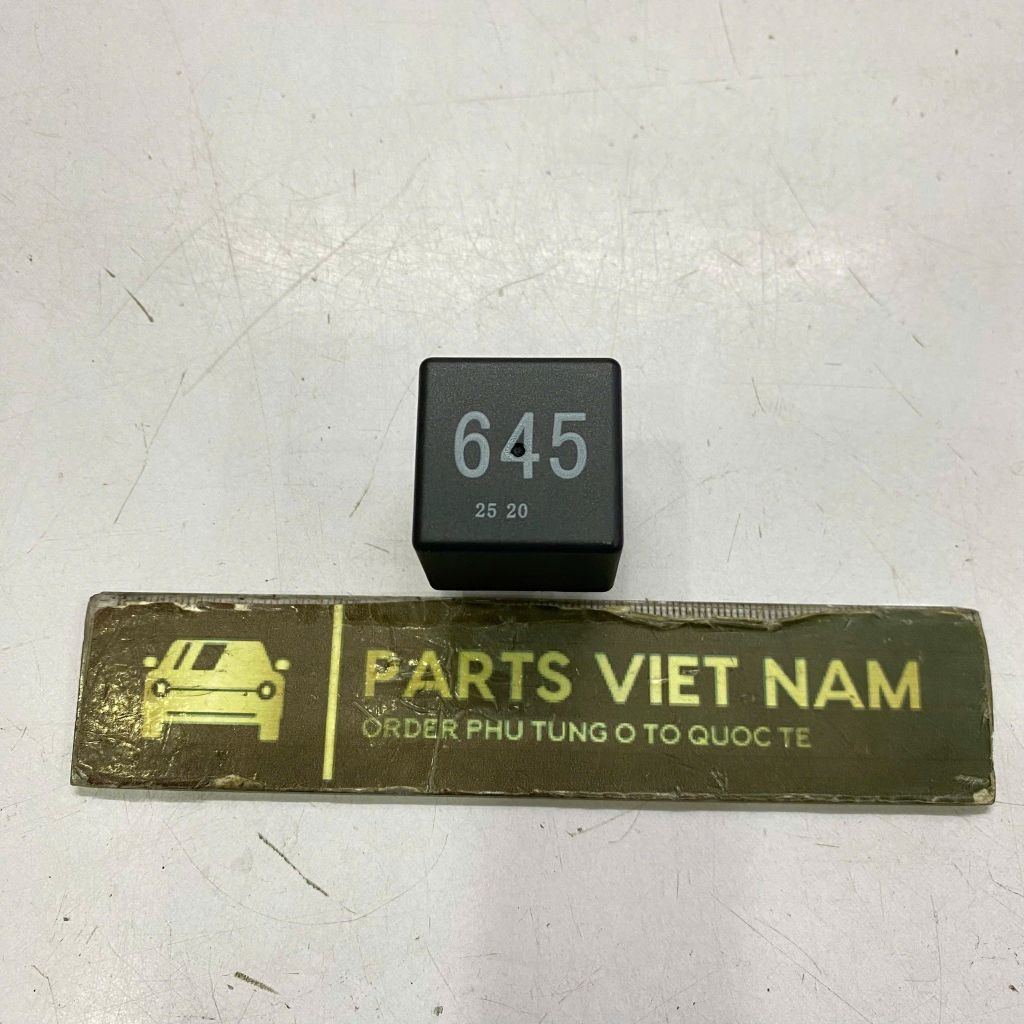 645
25 20
PARTS VIET NAM
ORDER PHU TUNG O TO QUOC TE